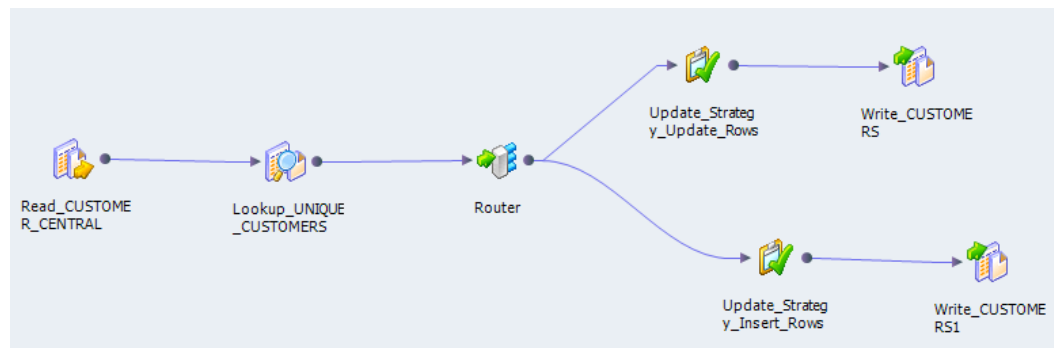 Update_Strateg
y_Update_Rows
Write_CUSTOME
RS
Read_CUSTOME
R_CENTRAL
Lookup_UNIQUE
_CUSTOMERS
Router
Update_Strateg
y_Insert_Rows
Write_CUSTOME
RS1